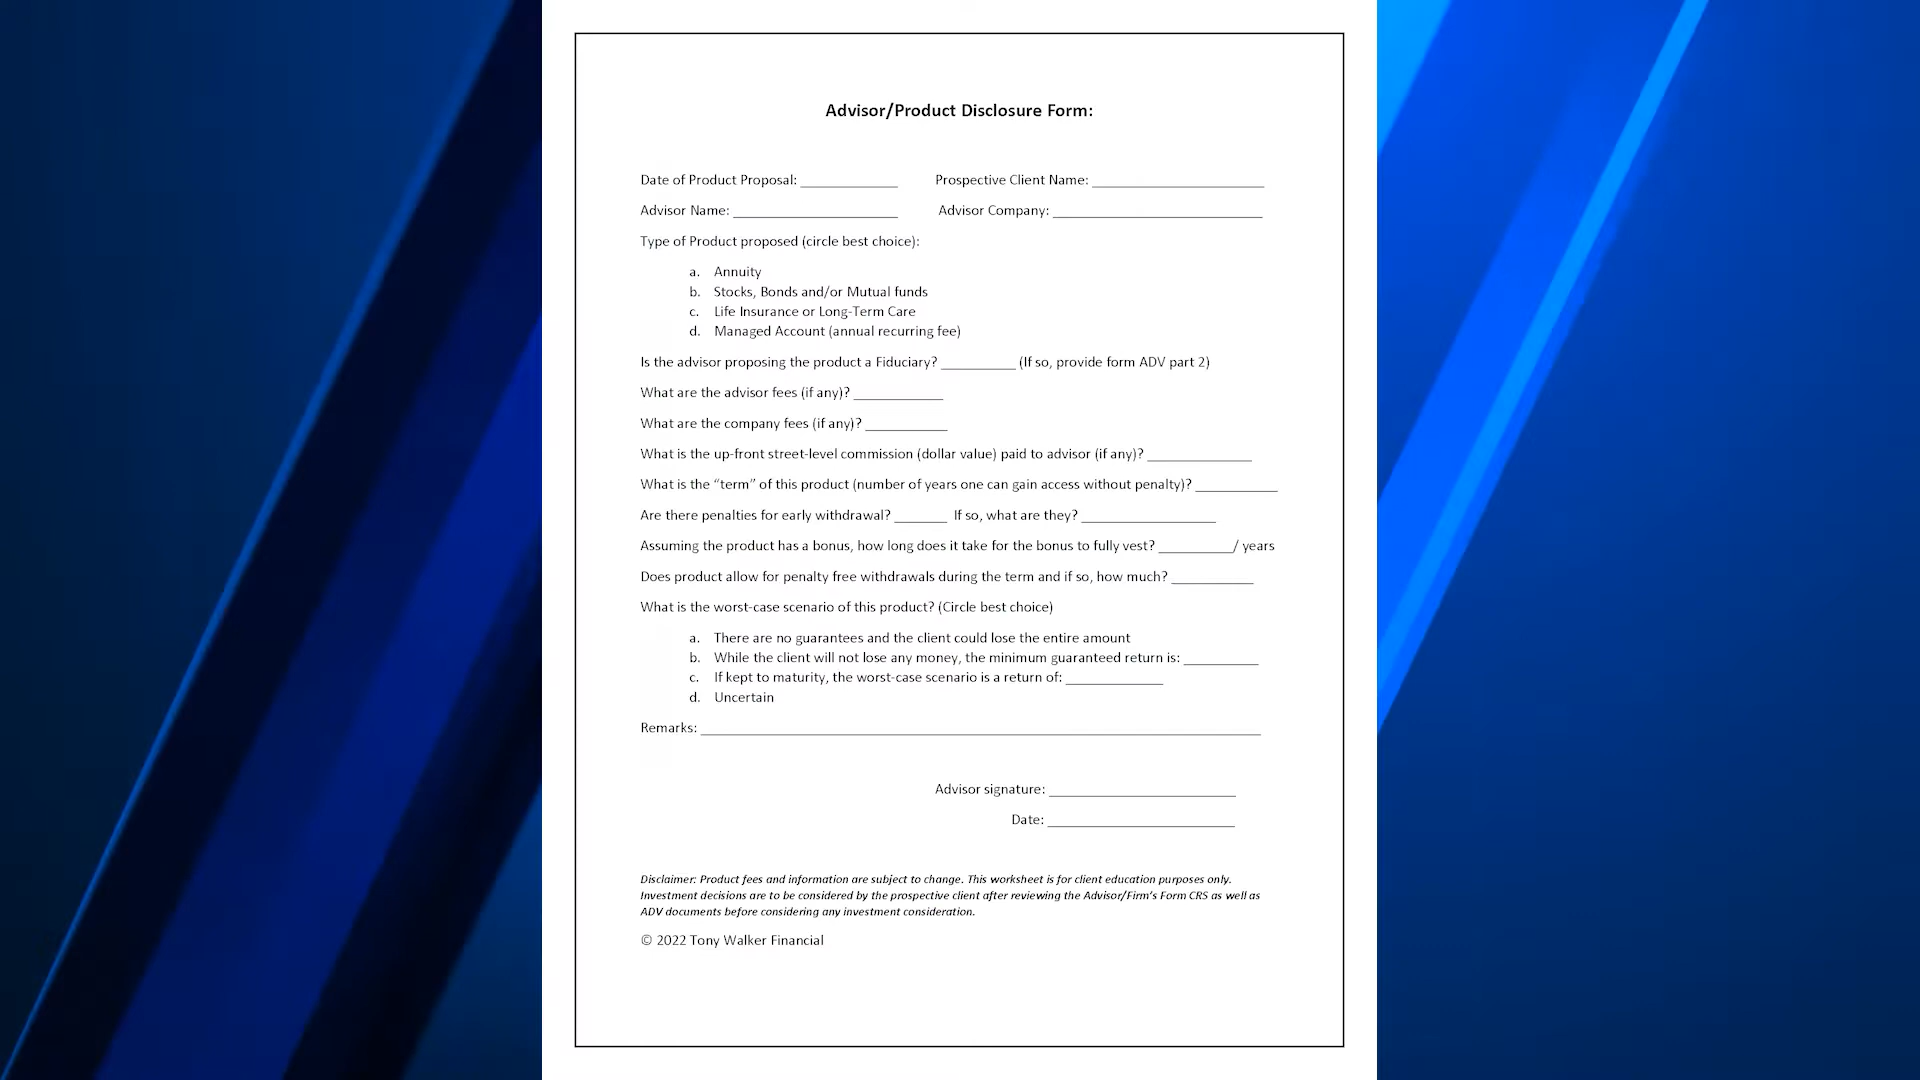 Advisor/Product Disclosure Form:
Date of Product Proposal: _____________ Prospective Client Name: _______________________
Advisor Name: ______________________ Advisor Company: ____________________________
Type of Product proposed (circle best choice):
a. Annuity
b. Stocks, Bonds and/or Mutual funds
c. Life Insurance or Long-Term Care
d. Managed Account (annual recurring fee)
Is the advisor proposing the product a Fiduciary? __________ (If so, provide form ADV part 2)
What are the advisor fees (if any)? ____________
What are the company fees (if any)? ___________
What is the up-front street-level commission (dollar value) paid to advisor (if any)? ______________
What is the “term” of this product (number of years one can gain access without penalty)? ___________
Are there penalties for early withdrawal? _______ If so, what are they? __________________
Assuming the product has a bonus, how long does it take for the bonus to fully vest? __________/ years
Does product allow for penalty free withdrawals during the term and if so, how much? ___________
What is the worst-case scenario of this product? (Circle best choice)
a. There are no guarantees and the client could lose the entire amount
b. While the client will not lose any money, the minimum guaranteed return is: __________
c. If kept to maturity, the worst-case scenario is a return of: _____________
d. Uncertain
Remarks: ___________________________________________________________________________
Advisor signature: _________________________
Date: _________________________
Disclaimer: Product fees and information are subject to change. This worksheet is for client education purposes only.
Investment decisions are to be considered by the prospective client after reviewing the Advisor/Firm’s Form CRS as well as
ADV documents before considering any investment consideration.
© 2022 Tony Walker Financial